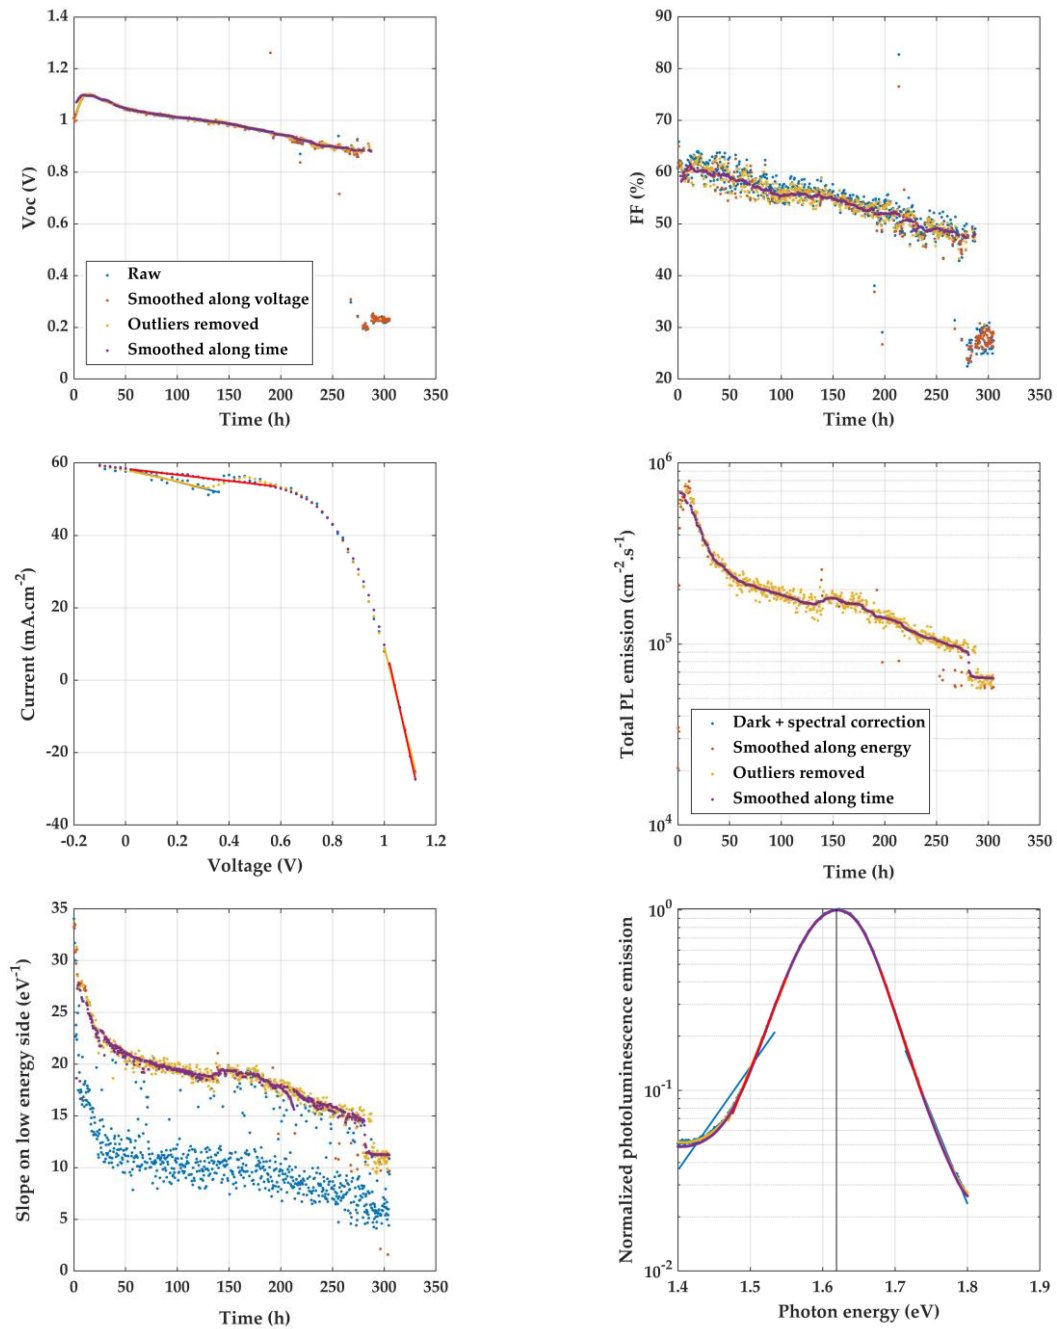 1.4
1.2
1
0.8
0.6
0.4
0.2
0
Voc (V)
Raw
Smoothed along voltage
Outliers removed
Smoothed along time
0 50 100 150 200 250 300 350
Time (h)
90
80
70
60
50
40
30
20
FF (%)
0 50 100 150 200 250 300 350
Time (h)
60
40
20
0
-20
-40
Current (mA.cm-2)
-0.2 0 0.2 0.4 0.6 0.8 1 1.2
Voltage (V)
10^6
10^5
10^4
Total PL emission (cm-2.s-1)
Dark + spectral correction
Smoothed along energy
Outliers removed
Smoothed along time
0 50 100 150 200 250 300 350
Time (h)
35
30
25
20
15
10
5
0
Slope on low energy side (eV-1)
0 50 100 150 200 250 300 350
Time (h)
10^0
10^-1
10^-2
Normalized photoluminescence emission
1.4 1.5 1.6 1.7 1.8 1.9
Photon energy (eV)